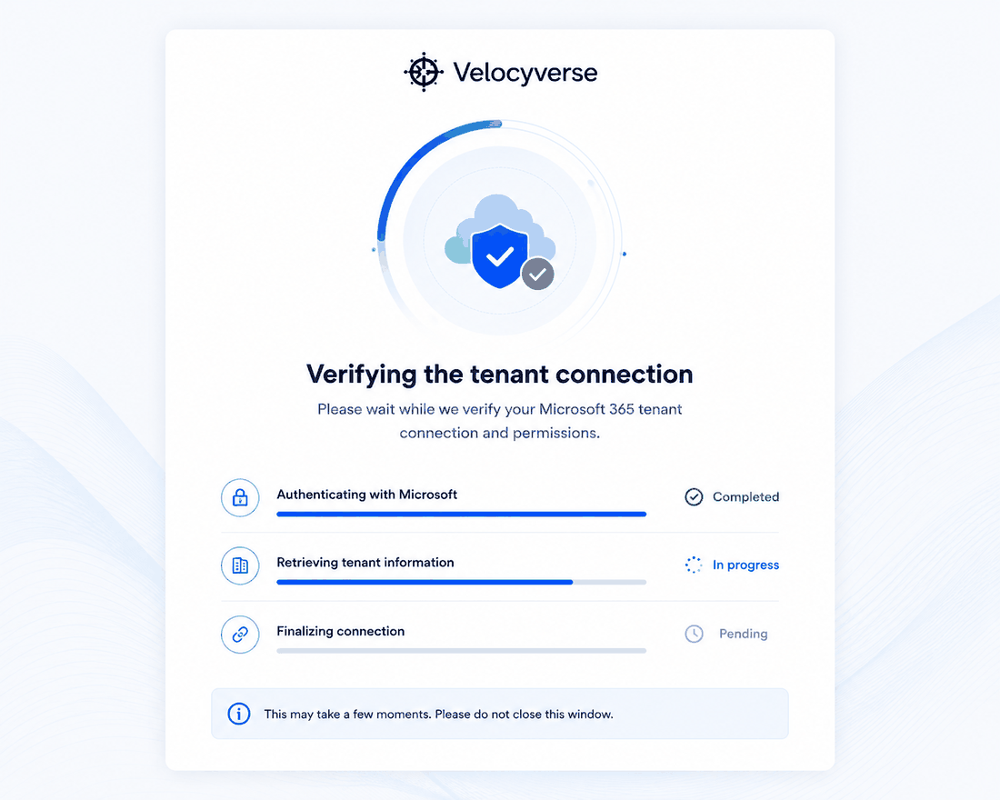 Velocyverse
Verifying the tenant connection
Please wait while we verify your Microsoft 365 tenant
connection and permissions.
Authenticating with Microsoft
Completed
Retrieving tenant information
In progress
Finalizing connection
Pending
This may take a few moments. Please do not close this window.